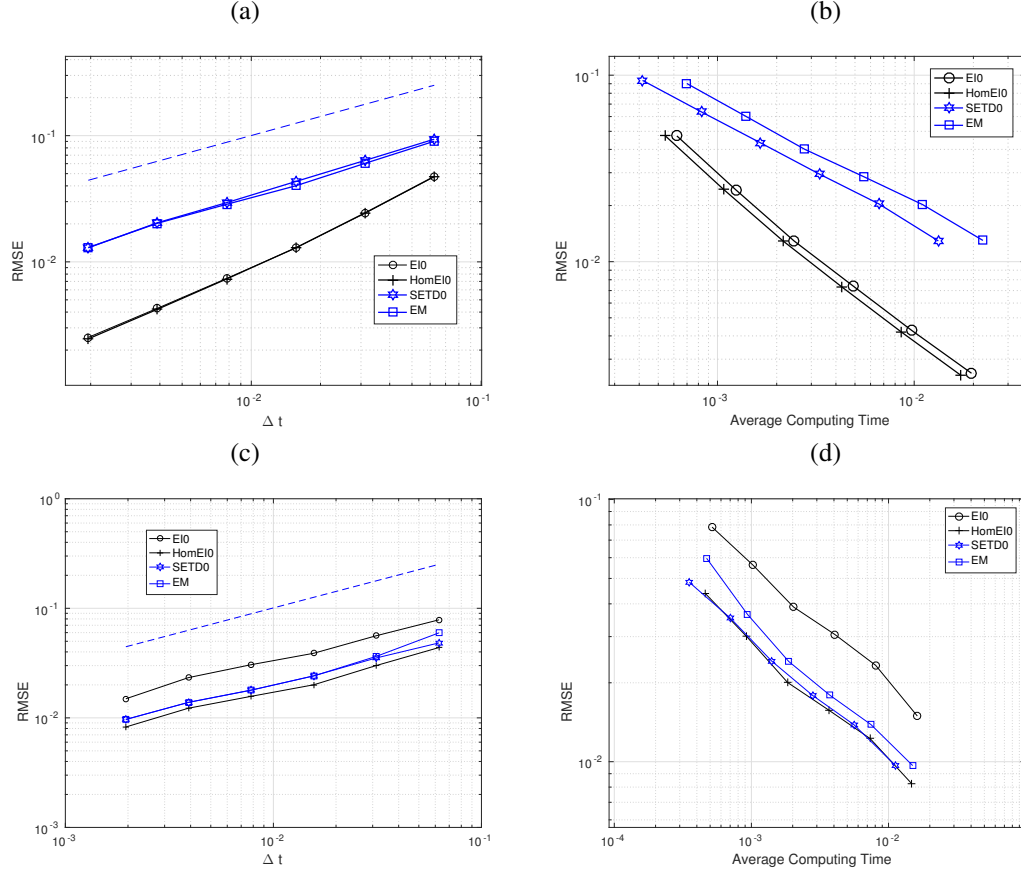 (a)
(b)
10^-1
10^-2
RMSE
EI0
HomEI0
SETD0
EM
10^-2
10^-1
Δ t
10^-1
10^-2
RMSE
EI0
HomEI0
SETD0
EM
10^-3
10^-2
Average Computing Time
(c)
(d)
10^0
10^-1
10^-2
10^-3
RMSE
EI0
HomEI0
SETD0
EM
10^-3
10^-2
10^-1
Δ t
10^-1
10^-2
RMSE
EI0
HomEI0
SETD0
EM
10^-4
10^-3
10^-2
Average Computing Time